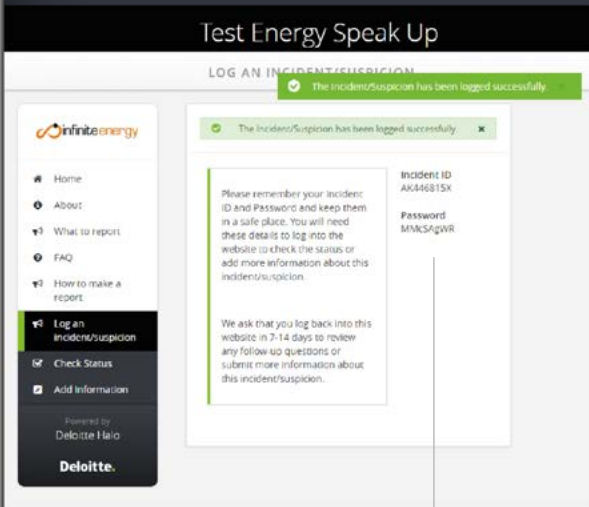 Test Energy Speak Up
LOG AN INCIDENT/SUSPICION
The Incident/Suspicion has been logged successfully.
infiniteenergy
Home
About
What to report
FAQ
How to make a
report
Log an
incident/suspicion
Check Status
Add Information
Powered by
Deloitte Halo
Deloitte.
The Incident/Suspicion has been logged successfully.
Please remember your Incident
ID and Password and keep them
in a safe place. You will need
these details to log into the
website to check the status or
add more information about this
incident/suspicion.
We ask that you log back into this
website in 7-14 days to review
any follow-up questions or
submit more information about
this incident/suspicion.
Incident ID
AK446815X
Password
MMcSAgWR